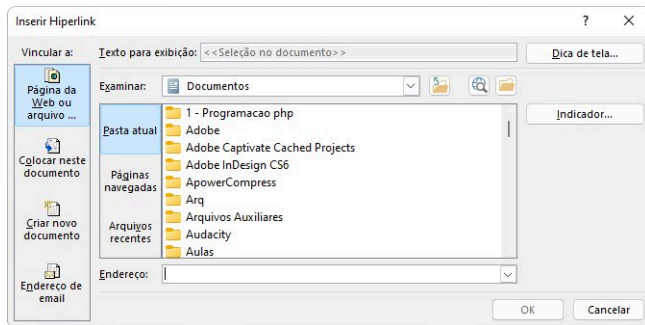 Inserir Hiperlink
? X
Vincular a:
Texto para exibição: <<Seleção no documento>>
Dica de tela...
Página da
Web ou
arquivo ...
Colocar neste
documento
Criar novo
documento
Endereço de
email
Examinar: Documentos
Pasta atual
Páginas
navegadas
Arquivos
recentes
1 - Programacao php
Adobe
Adobe Captivate Cached Projects
Adobe InDesign CS6
ApowerCompress
Arq
Arquivos Auxiliares
Audacity
Aulas
Indicador...
Endereço:
OK
Cancelar